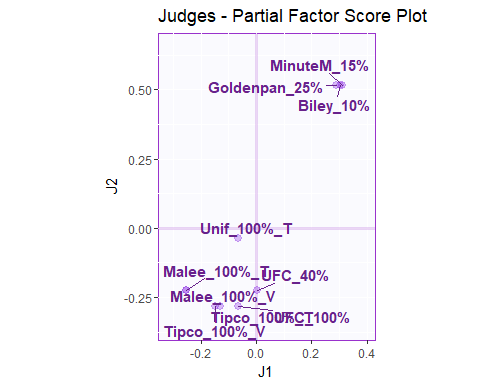 Judges - Partial Factor Score Plot
MinuteM_15%
0.50
Goldenpan_25%
Biley_10%
0.25
J2
Unif_100%_T
0.00
Malee_100%_T
UFC_40%
Malee_100%_V
-0.25
Tipco_100%_T
UFC_100%
Tipco_100%_V
-0.2
0.0
0.2
0.4
J1